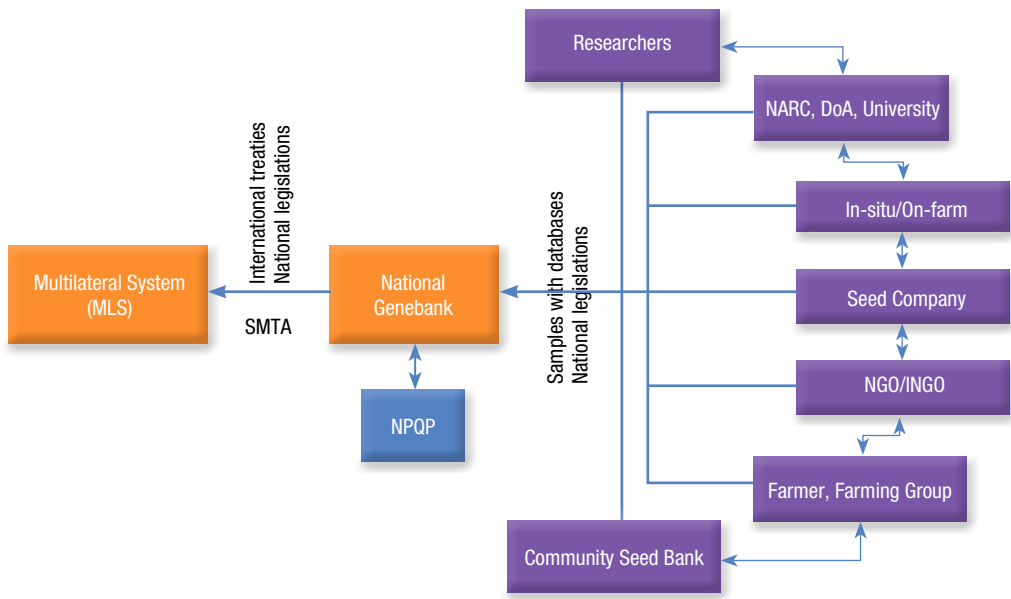 Researchers
NARC, DoA, University
International treaties
National legislations
In-situ/On-farm
Multilateral System
(MLS)
National
Genebank
Samples with databases
National legislations
Seed Company
SMTA
NGO/INGO
NPQP
Farmer, Farming Group
Community Seed Bank